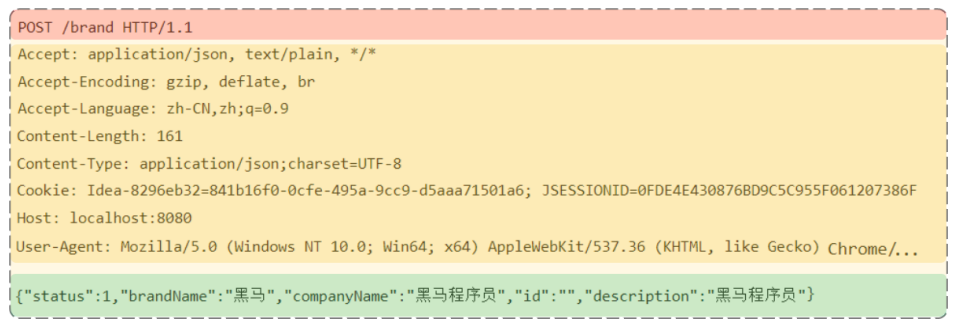 POST /brand HTTP/1.1
Accept: application/json, text/plain, */*
Accept-Encoding: gzip, deflate, br
Accept-Language: zh-CN,zh;q=0.9
Content-Length: 161
Content-Type: application/json;charset=UTF-8
Cookie: Idea-8296eb32=841b16f0-0cfe-495a-9cc9-d5aaa71501a6; JSESSIONID=0FDE4E430876BD9C5C955F061207386F
Host: localhost:8080
User-Agent: Mozilla/5.0 (Windows NT 10.0; Win64; x64) AppleWebKit/537.36 (KHTML, like Gecko) Chrome/...
{"status":1,"brandName":"黑马","companyName":"黑马程序员","id":"","description":"黑马程序员"}